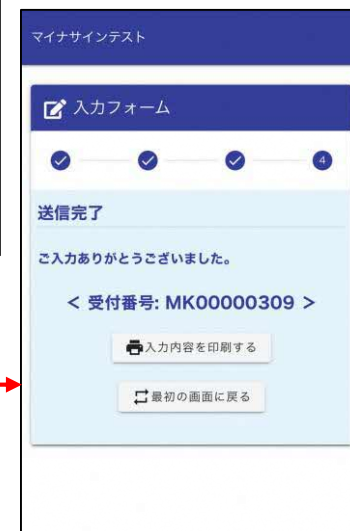 マイナサインテスト
入力フォーム
4
送信完了
ご入力ありがとうございました。
< 受付番号: MK00000309 >
入力内容を印刷する
最初の画面に戻る